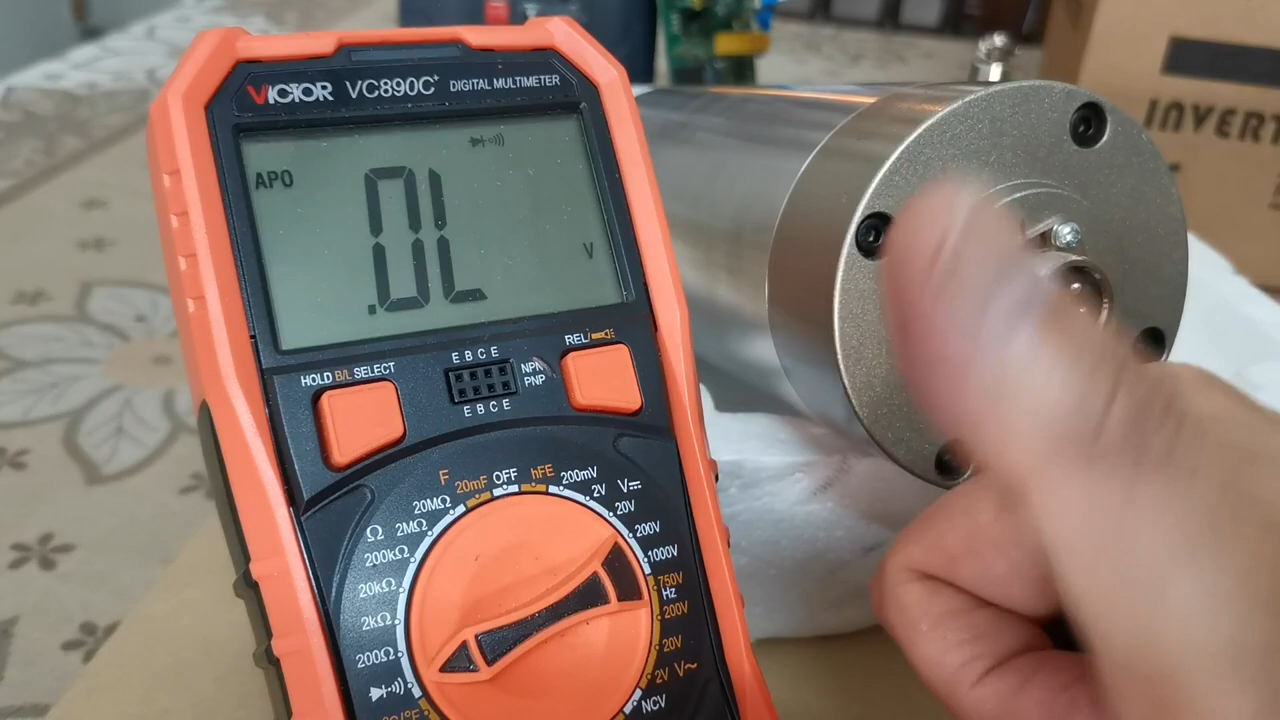 VICTOR VC890C+ DIGITAL MULTIMETER
APO
.OL
V
HOLD B/L SELECT
E B C E
NPN
PNP
E B C E
REL/
F
20mF
OFF
hFE
200mV
2V
V⎓
20V
200V
1000V
750V
Hz
200V
20V
2V
V~
NCV
20MΩ
Ω
2MΩ
200kΩ
20kΩ
2kΩ
200Ω
°C/°F
INVERT